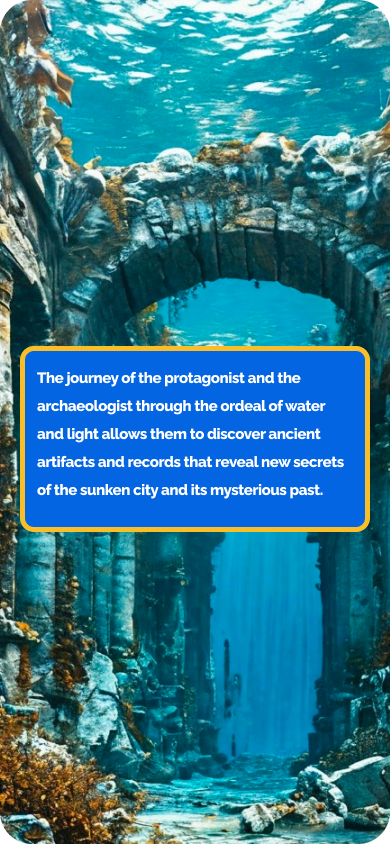 The journey of the protagonist and the
archaeologist through the ordeal of water
and light allows them to discover ancient
artifacts and records that reveal new secrets
of the sunken city and its mysterious past.